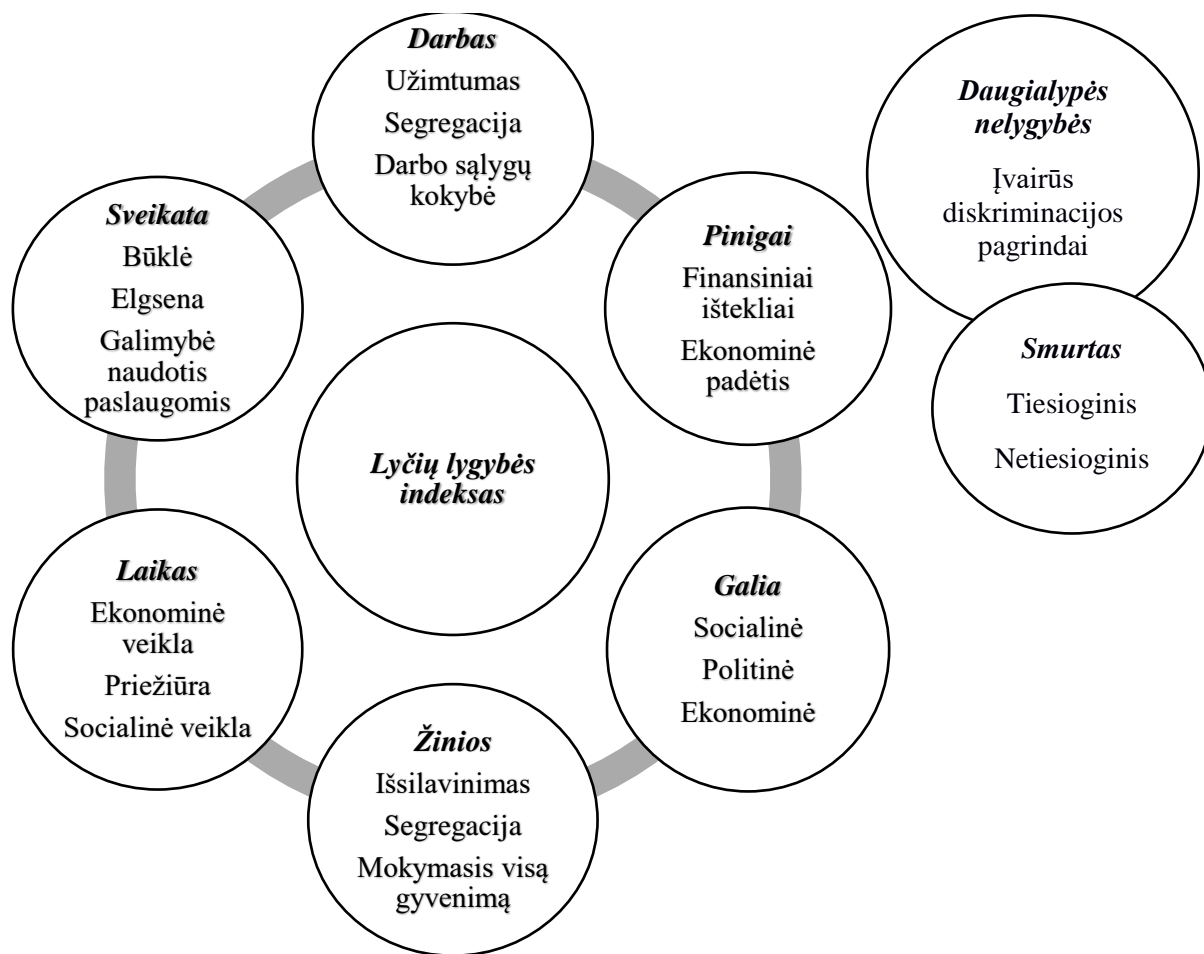 Darbas
Užimtumas
Segregacija
Darbo sąlygų
kokybė
Pinigai
Finansiniai
ištekliai
Ekonominė
padėtis
Galia
Socialinė
Politinė
Ekonominė
Žinios
Išsilavinimas
Segregacija
Mokymasis visą
gyvenimą
Laikas
Ekonominė
veikla
Priežiūra
Socialinė veikla
Sveikata
Būklė
Elgsena
Galimybė
naudotis
paslaugomis
Lyčių lygybės
indeksas
Daugialypės
nelygybės
Įvairūs
diskriminacijos
pagrindai
Smurtas
Tiesioginis
Netiesioginis